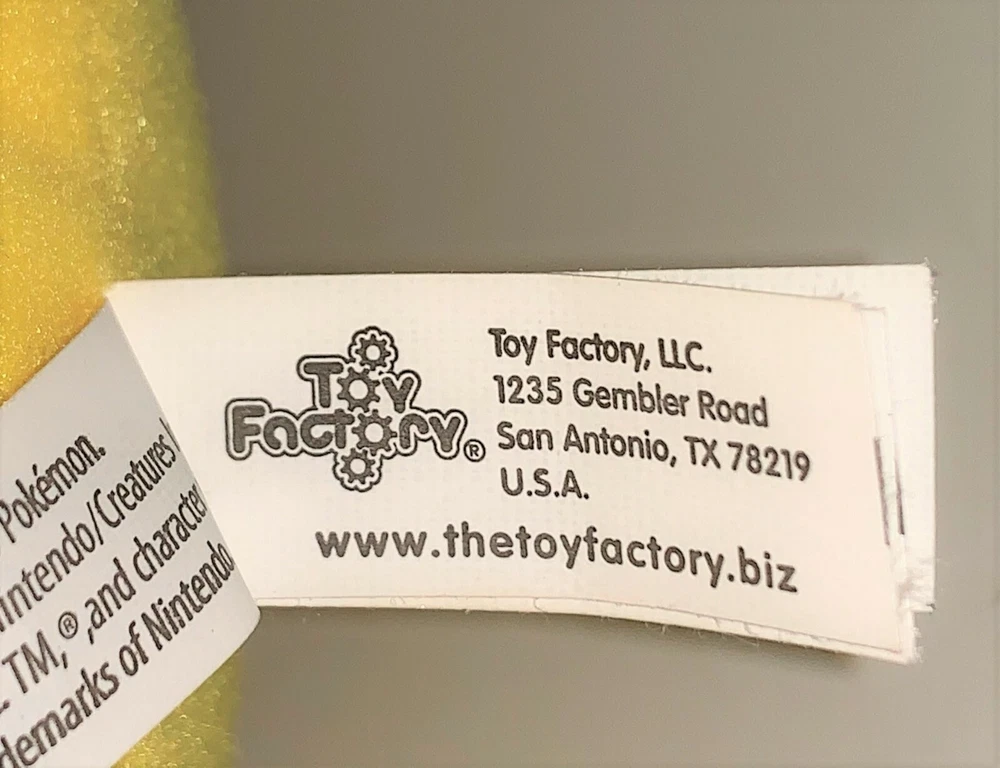 Pokémon.
Nintendo/Creatures
TM, ® ,and character
of Nintendo
Toy
Factory®
Toy Factory, LLC.
1235 Gembler Road
San Antonio, TX 78219
U.S.A.
www.thetoyfactory.biz